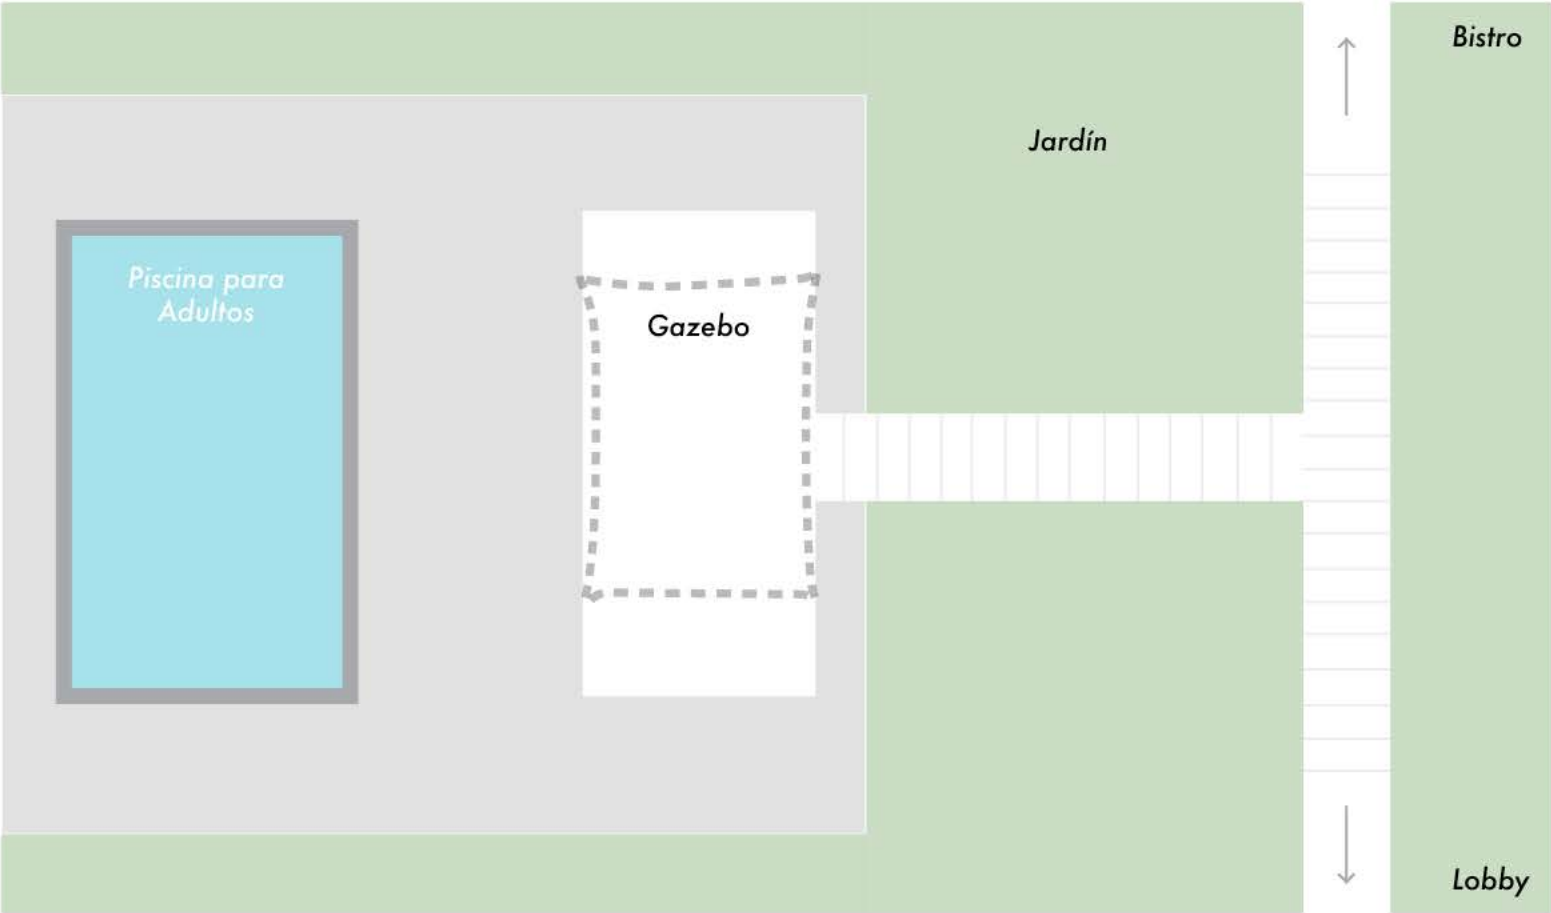 Bistro
Jardín
Piscina para
Adultos
Gazebo
Lobby